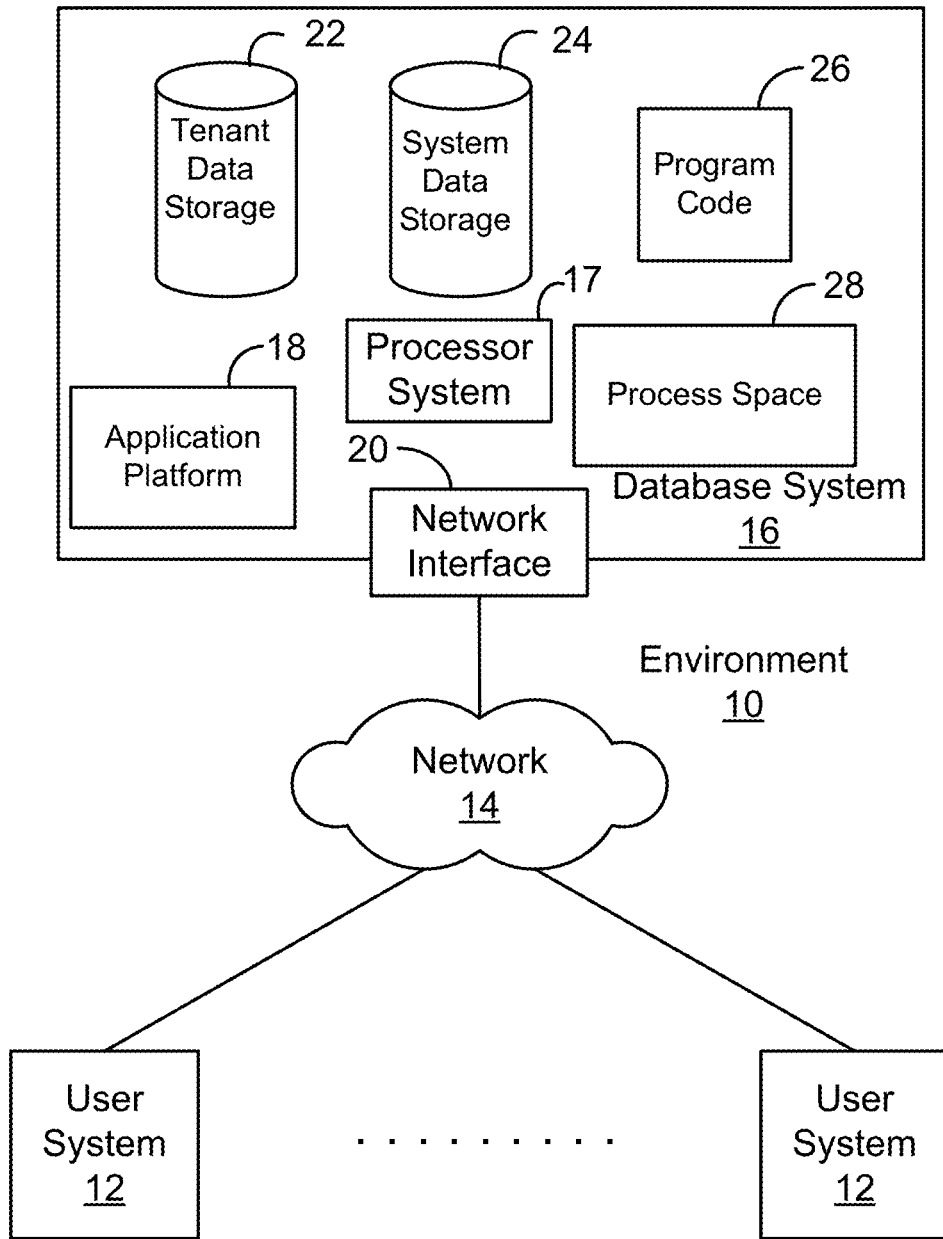 22
24
26
Tenant
Data
Storage
System
Data
Storage
Program
Code
17
28
18
Processor
System
Process Space
Application
Platform
20
Database System
16
Network
Interface
Environment
10
Network
14
User
System
12
. . . . . . . . . .
User
System
12